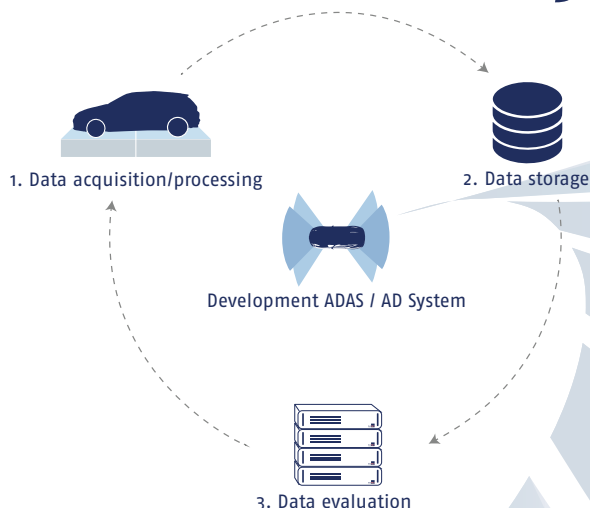 1. Data acquisition/processing
2. Data storage
Development ADAS / AD System
3. Data evaluation